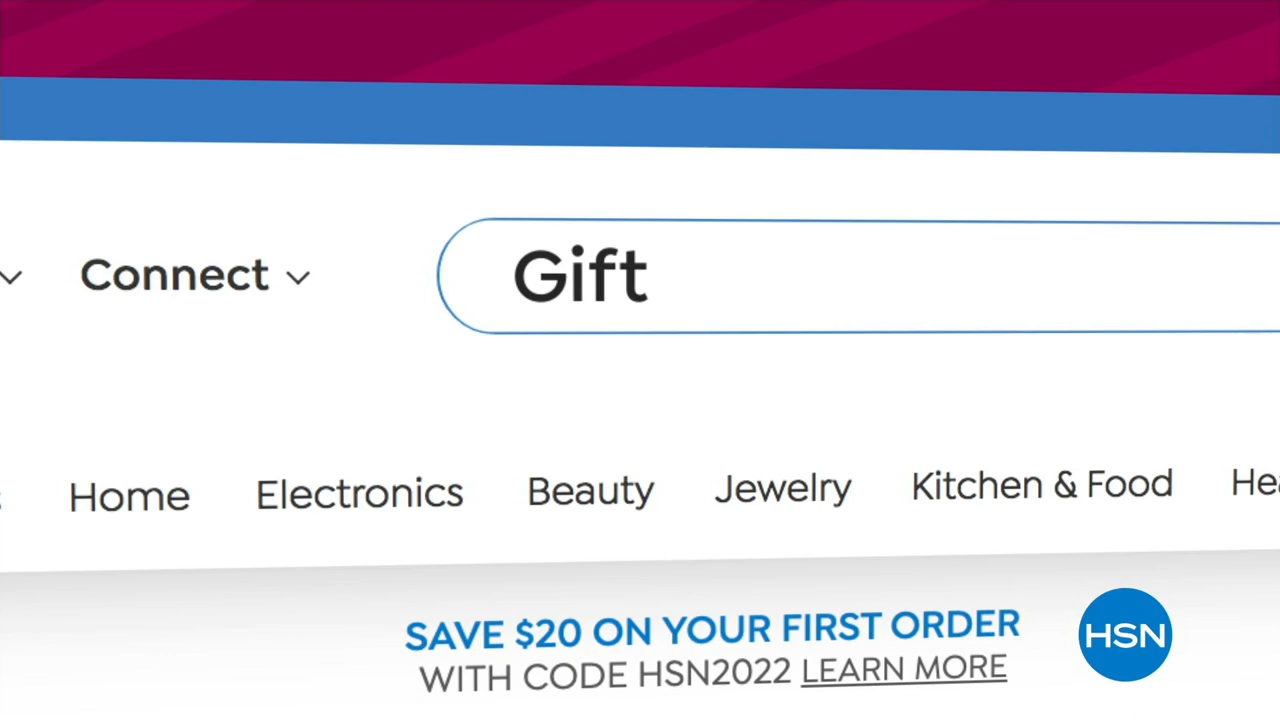 Connect
Gift
Home Electronics Beauty Jewelry Kitchen & Food
SAVE $20 ON YOUR FIRST ORDER
WITH CODE HSN2022 LEARN MORE
HSN